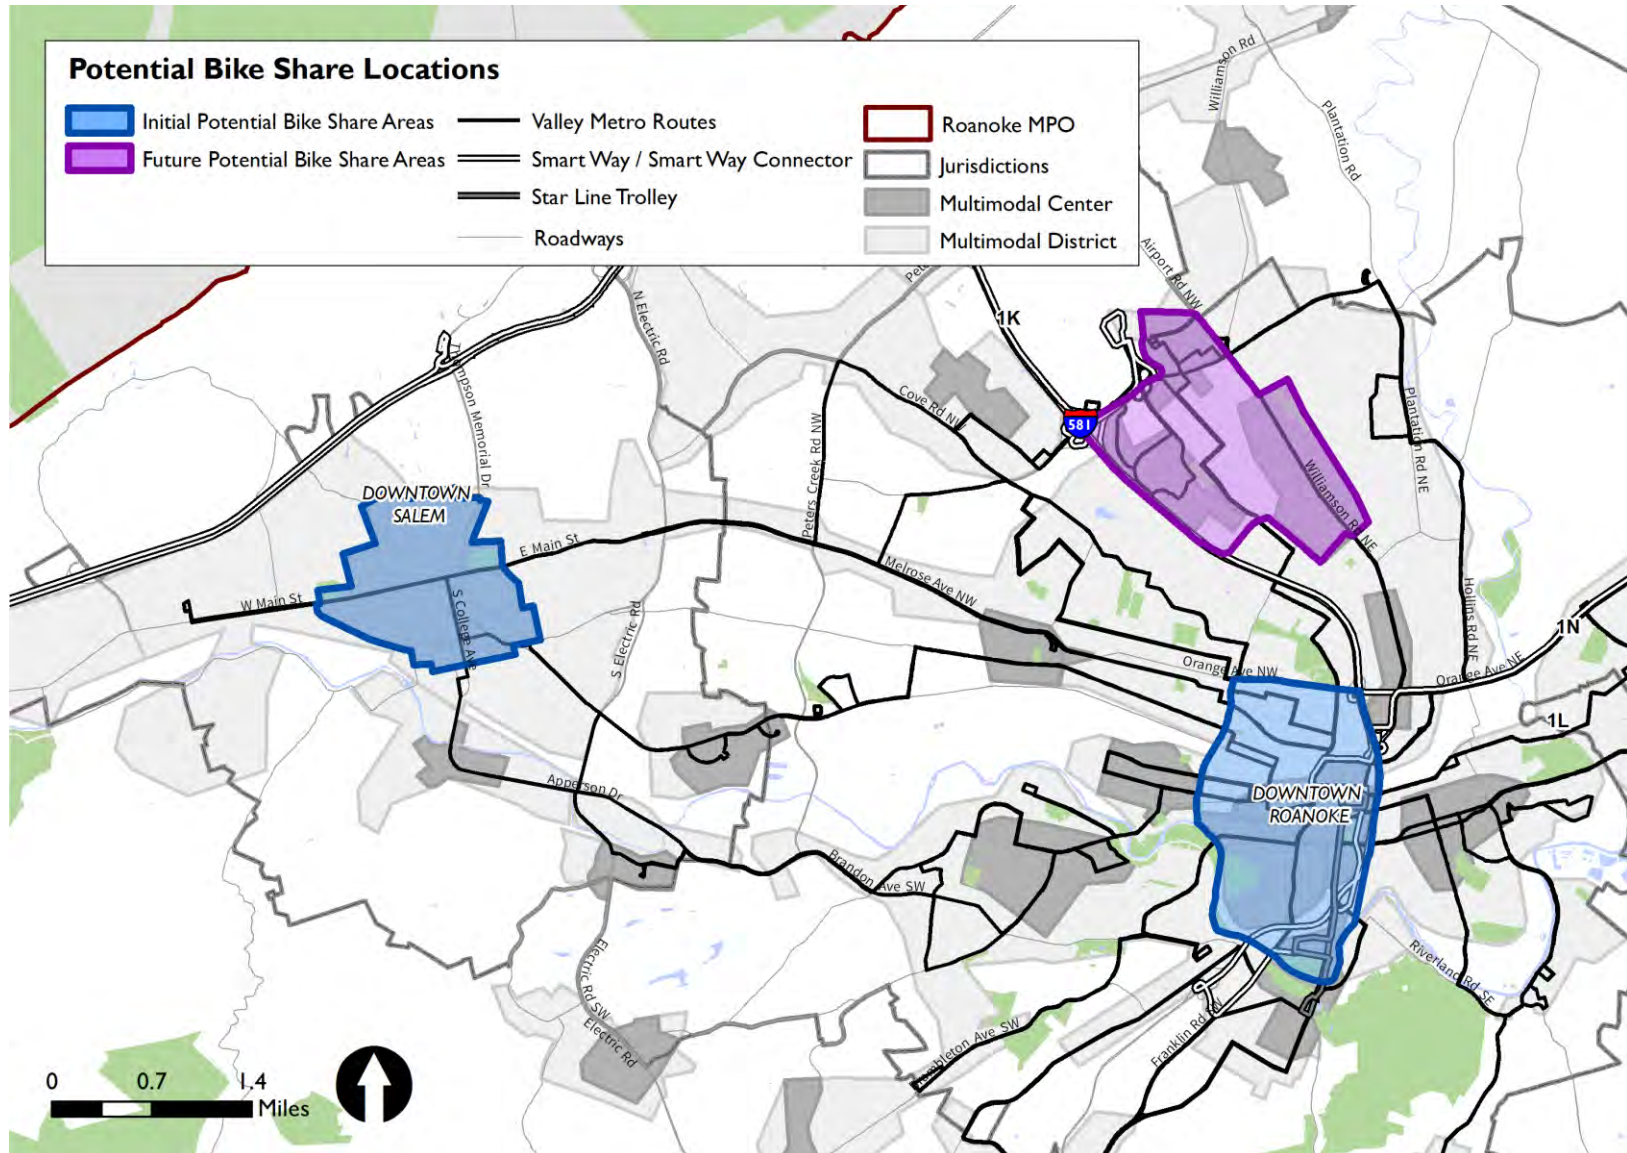 Potential Bike Share Locations
Initial Potential Bike Share Areas
Future Potential Bike Share Areas
Valley Metro Routes
Smart Way / Smart Way Connector
Star Line Trolley
Roadways
Roanoke MPO
Jurisdictions
Multimodal Center
Multimodal District
Williamson Rd
Plantation Rd
Airport Rd NW
N Electric Rd
1K
581
Thompson Memorial Dr
Cove Rd NW
Peters Creek Rd NW
Plantation Rd NE
Williamson Rd NE
Hollins Rd NE
DOWNTOWN
SALEM
E Main St
W Main St
S College Ave
S Electric Rd
Melrose Ave NW
Orange Ave NW
Orange Ave NE
1N
1L
DOWNTOWN
ROANOKE
Apperson Dr
Brandon Ave SW
Electric Rd SW
Electric Rd
Riverland Rd SE
Franklin Rd SW
Ave SW
0 0.7 1.4
Miles